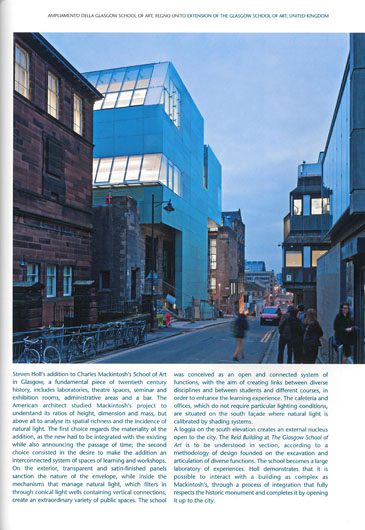 AMPLIAMENTO DELLA GLASGOW SCHOOL OF ART, REGNO UNITO EXTENSION OF THE GLASGOW SCHOOL OF ART, UNITED KINGDOM
Steven Holl's addition to Charles Mackintosh's School of Art
in Glasgow, a fundamental piece of twentieth century
history, includes laboratories, theatre spaces, seminar and
exhibition rooms, administrative areas and a bar. The
American architect studied Mackintosh's project to
understand its ratios of height, dimension and mass, but
above all to analyse its spatial richness and the incidence of
natural light. The first choice regards the materiality of the
addition, as the new had to be integrated with the existing
while also announcing the passage of time; the second
choice consisted in the desire to make the addition an
interconnected system of spaces of learning and workshops.
On the exterior, transparent and satin-finished panels
sanction the nature of the envelope, while inside the
mechanisms that manage natural light, which filters in
through conical light wells containing vertical connections,
create an extraordinary variety of public spaces. The school
was conceived as an open and connected system of
functions, with the aim of creating links between diverse
disciplines and between students and different courses, in
order to enhance the learning experience. The cafeteria and
offices, which do not require particular lighting conditions,
are situated on the south façade where natural light is
calibrated by shading systems.
A loggia on the south elevation creates an external nucleus
open to the city. The Reid Building at The Glasgow School of
Art is to be understood in section, according to a
methodology of design founded on the excavation and
articulation of diverse functions. The school becomes a large
laboratory of experiences. Holl demonstrates that it is
possible to interact with a building as complex as
Mackintosh's, through a process of integration that fully
respects the historic monument and completes it by opening
it up to the city.